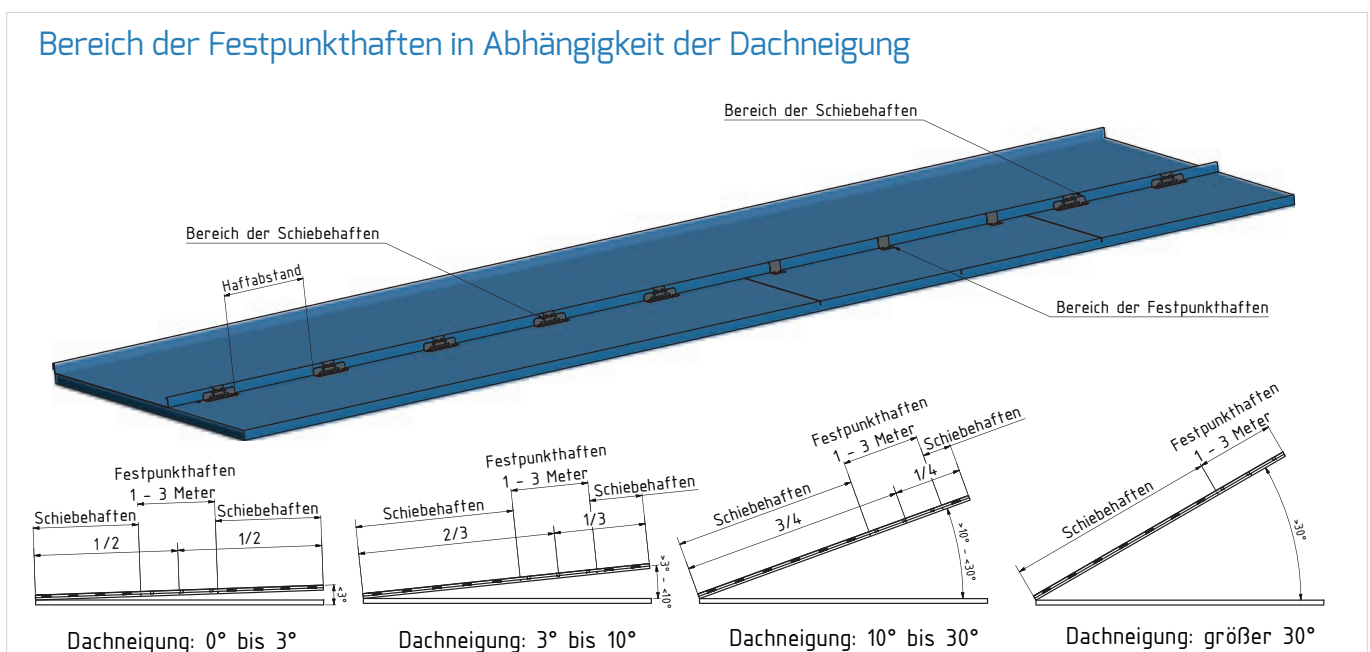 Bereich der Festpunkthaften in Abhängigkeit der Dachneigung
Bereich der Schiebehaften
Bereich der Schiebehaften
Haftabstand
Bereich der Festpunkthaften
Festpunkthaften
1 - 3 Meter
Schiebehaften
Schiebehaften
1/2
1/2
>3°
Dachneigung: 0° bis 3°
Festpunkthaften
1 - 3 Meter
Schiebehaften
Schiebehaften
2/3
1/3
>3° - <10°
Dachneigung: 3° bis 10°
Festpunkthaften
1 - 3 Meter
Schiebehaften
Schiebehaften
3/4
1/4
>10° - <30°
Dachneigung: 10° bis 30°
Festpunkthaften
1 - 3 Meter
Schiebehaften
>30°
Dachneigung: größer 30°